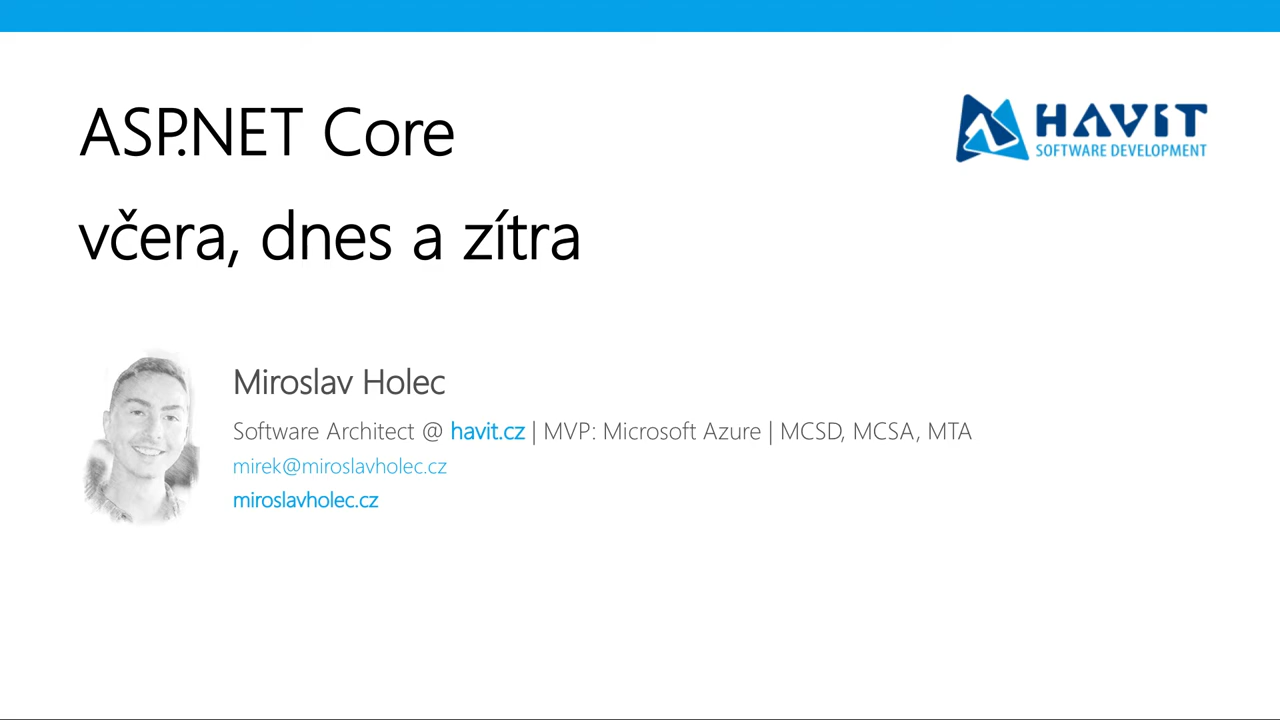 ASP.NET Core
včera, dnes a zítra
HAVIT
SOFTWARE DEVELOPMENT
Miroslav Holec
Software Architect @ havit.cz | MVP: Microsoft Azure | MCSD, MCSA, MTA
mirek@miroslavholec.cz
miroslavholec.cz